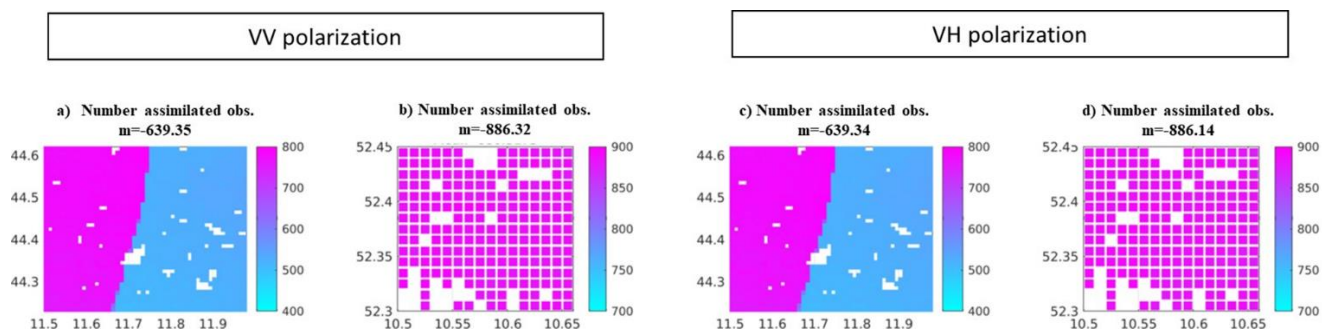 VV polarization
VH polarization
a) Number assimilated obs.
m=-639.35
44.6
44.5
44.4
44.3
11.5 11.6 11.7 11.8 11.9
800
700
600
500
400
b) Number assimilated obs.
m=-886.32
52.45
52.4
52.35
52.3
10.5 10.55 10.6 10.65
900
850
800
750
700
c) Number assimilated obs.
m=-639.34
44.6
44.5
44.4
44.3
11.5 11.6 11.7 11.8 11.9
800
700
600
500
400
d) Number assimilated obs.
m=-886.14
52.45
52.4
52.35
52.3
10.5 10.55 10.6 10.65
900
850
800
750
700